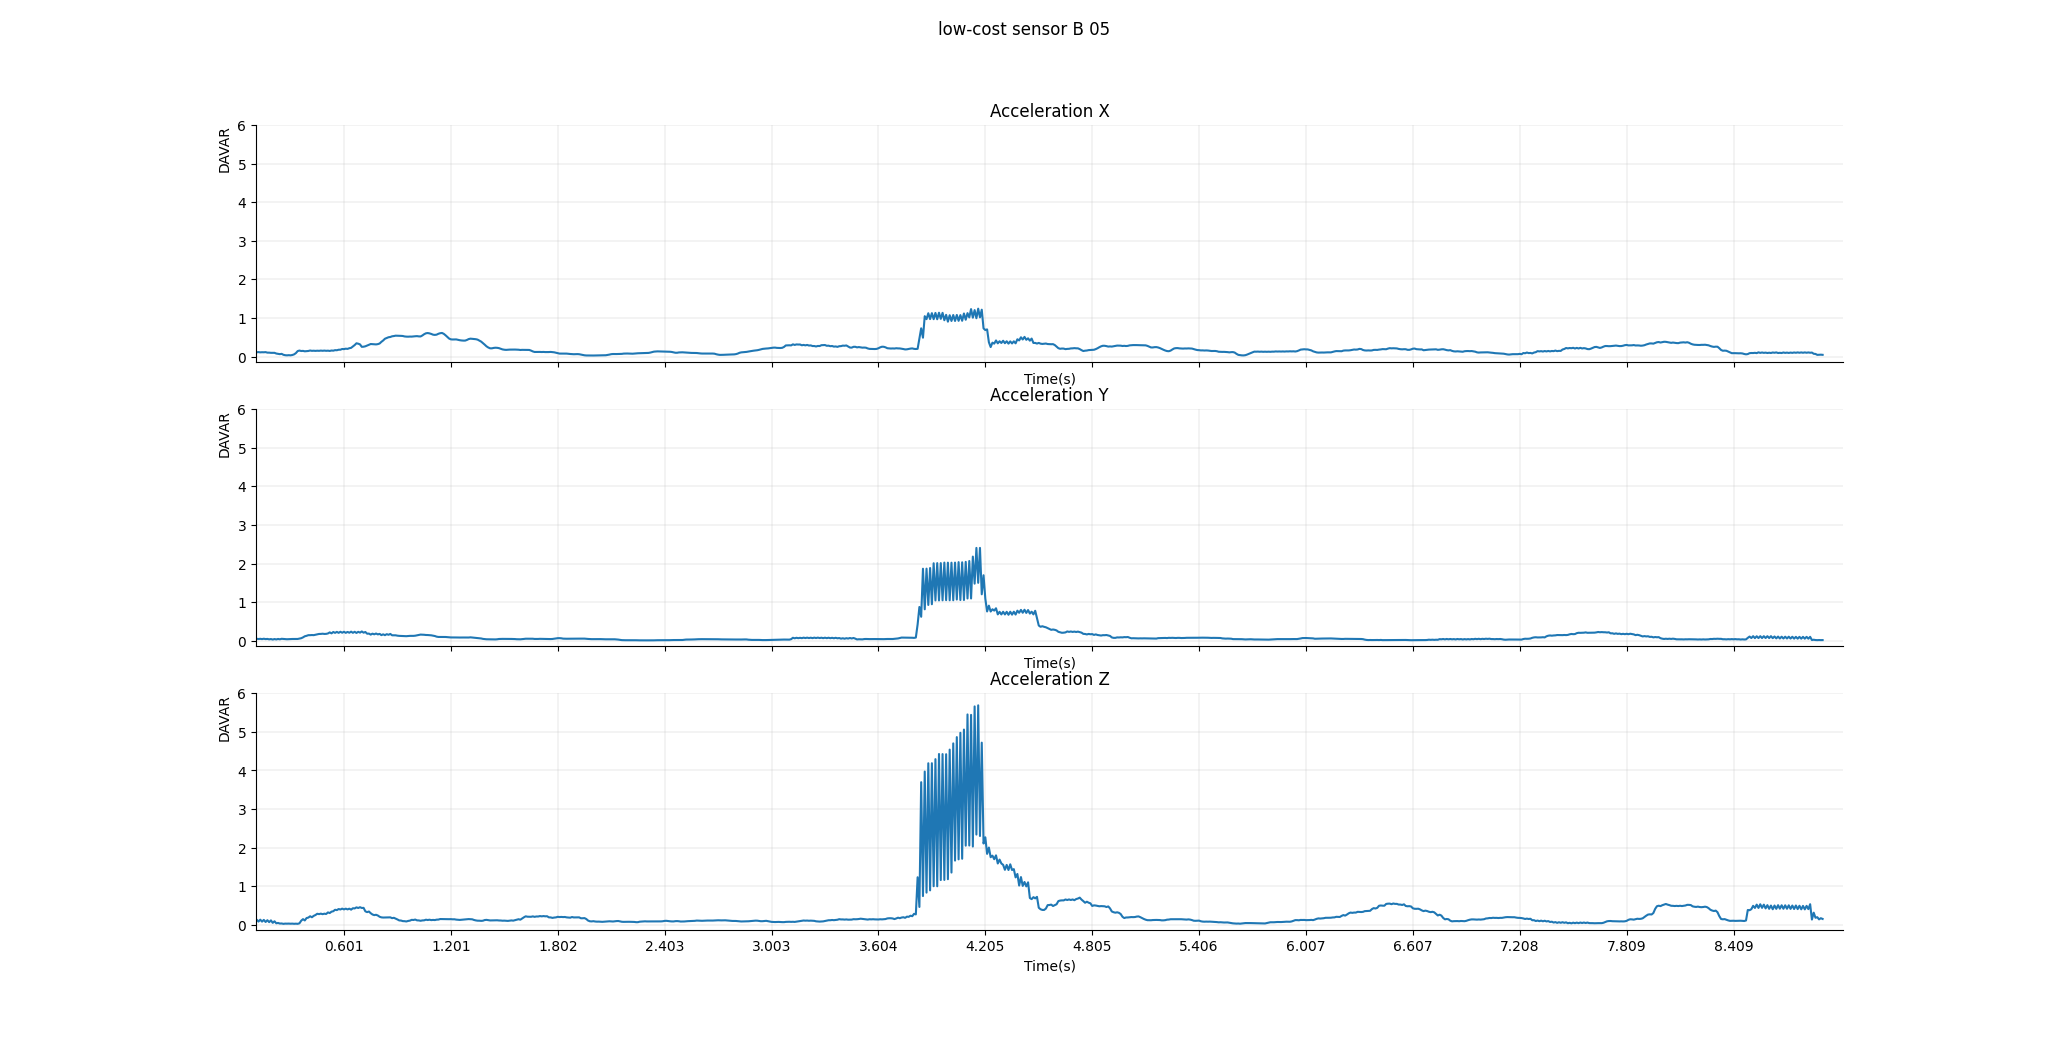 low-cost sensor B 05
Acceleration X
DAVAR
6
5
4
3
2
1
0
Time(s)
Acceleration Y
DAVAR
6
5
4
3
2
1
0
Time(s)
Acceleration Z
DAVAR
6
5
4
3
2
1
0
0.601 1.201 1.802 2.403 3.003 3.604 4.205 4.805 5.406 6.007 6.607 7.208 7.809 8.409
Time(s)